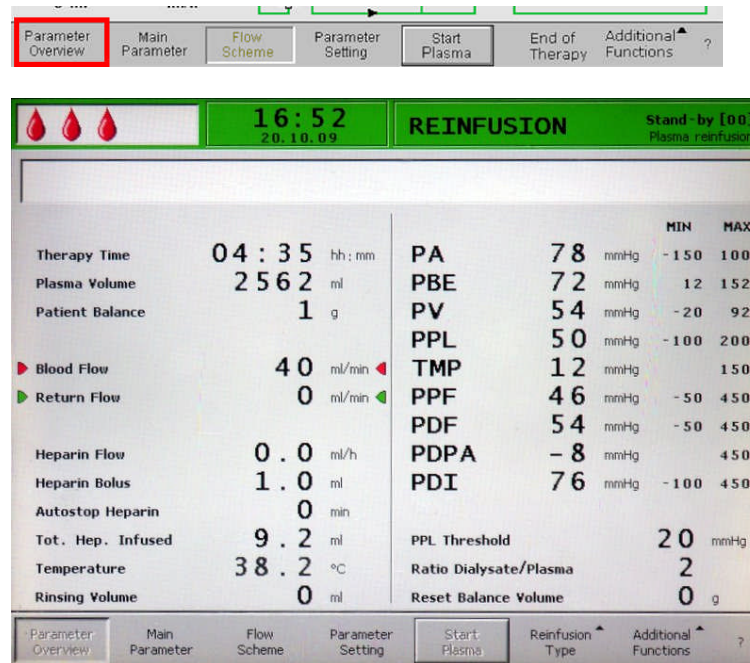 Parameter Overview
Main Parameter
Flow Scheme
Parameter Setting
Start Plasma
End of Therapy
Additional Functions
?
16:52
20.10.09
REINFUSION
Stand-by [00]
Plasma reinfusion
MIN MAX
Therapy Time 04:35 hh:mm
PA 78 mmHg -150 100
Plasma Volume 2562 ml
PBE 72 mmHg 12 152
Patient Balance 1 g
PV 54 mmHg -20 92
PPL 50 mmHg -100 200
Blood Flow 40 ml/min
TMP 12 mmHg 150
Return Flow 0 ml/min
PPF 46 mmHg -50 450
PDF 54 mmHg -50 450
Heparin Flow 0.0 ml/h
PDPA -8 mmHg 450
Heparin Bolus 1.0 ml
PDI 76 mmHg -100 450
Autostop Heparin 0 min
Tot. Hep. Infused 9.2 ml
PPL Threshold 20 mmHg
Temperature 38.2 °C
Ratio Dialysate/Plasma 2
Rinsing Volume 0 ml
Reset Balance Volume 0 g
Parameter Overview
Main Parameter
Flow Scheme
Parameter Setting
Start Plasma
Reinfusion Type
Additional Functions
?